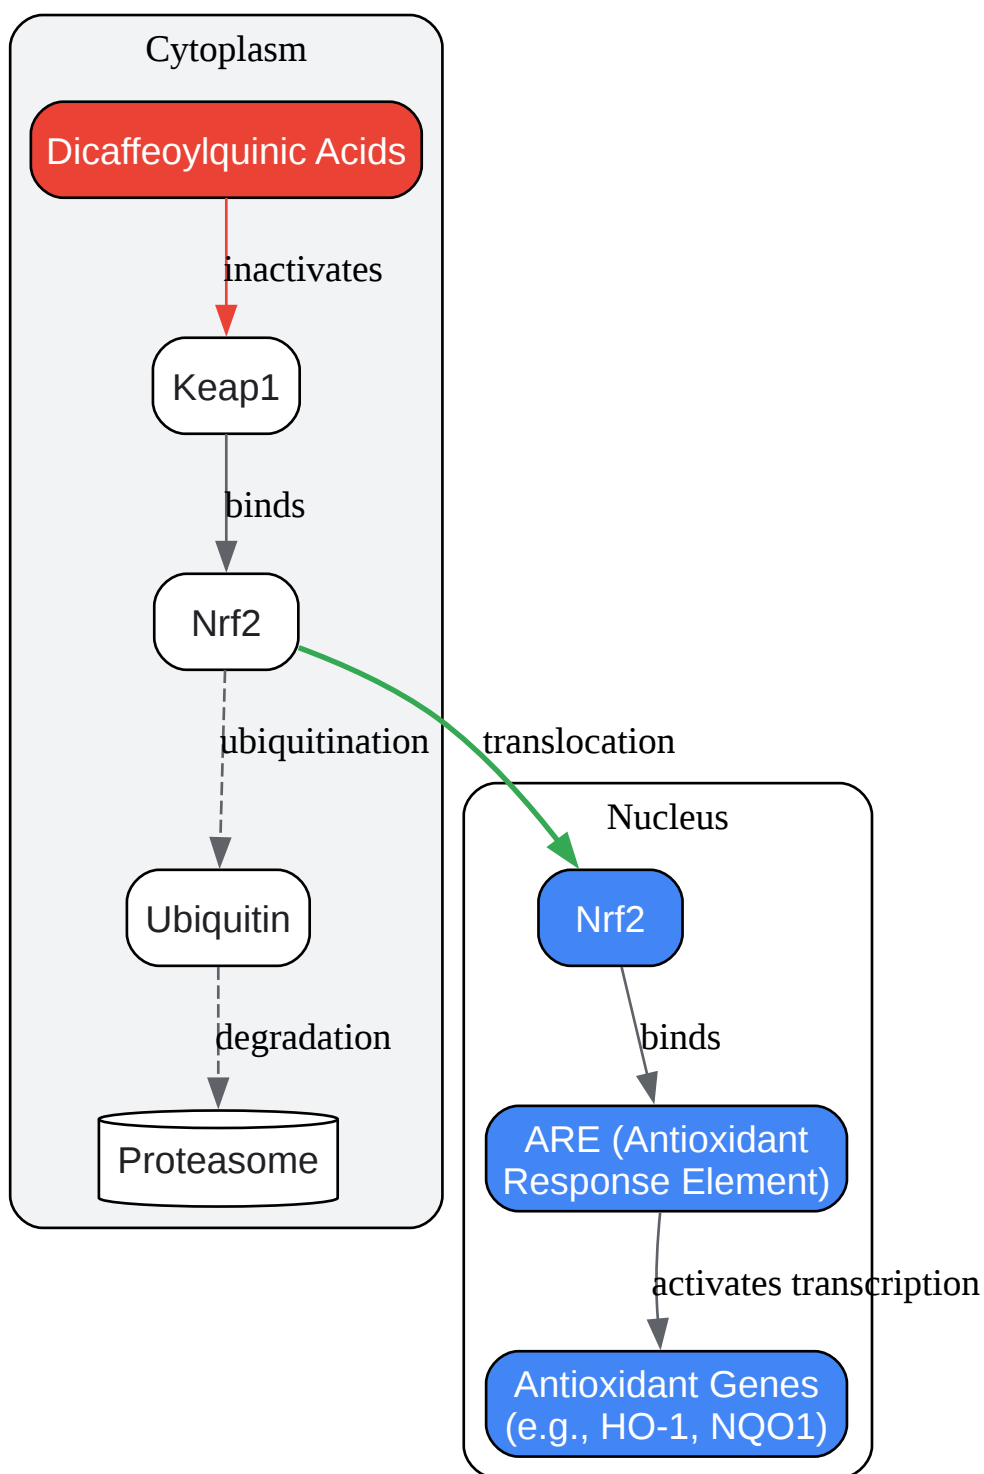 Cytoplasm
Dicaffeoylquinic Acids
inactivates
Keap1
binds
Nrf2
ubiquitination
translocation
Nucleus
Ubiquitin
Nrf2
degradation
binds
Proteasome
ARE (Antioxidant
Response Element)
activates transcription
Antioxidant Genes
(e.g., HO-1, NQO1)